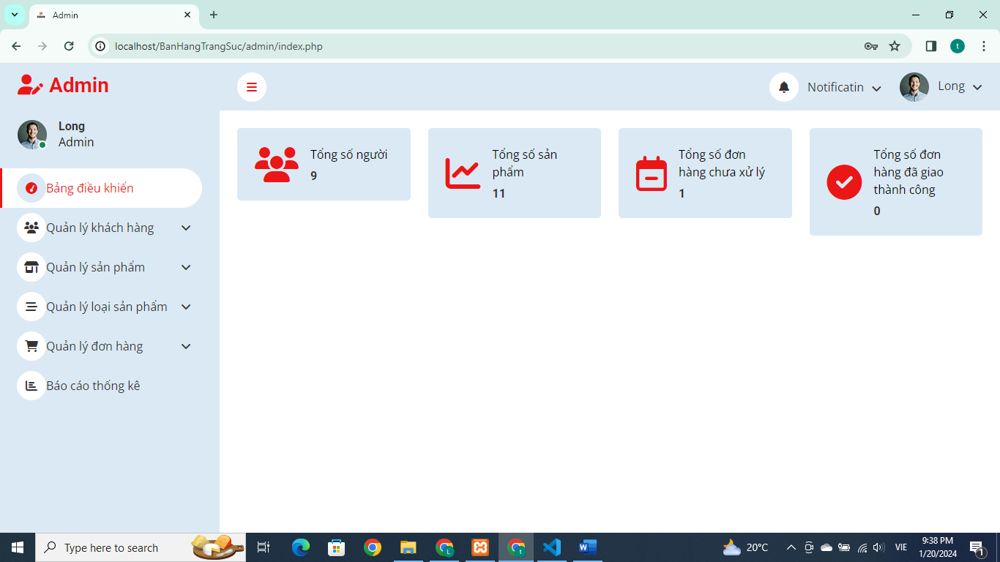 Admin
localhost/BanHangTrangSuc/admin/index.php
t
Admin
Notificatin
Long
Long
Admin
Bảng điều khiển
Quản lý khách hàng
Quản lý sản phẩm
Quản lý loại sản phẩm
Quản lý đơn hàng
Báo cáo thống kê
Tổng số người
9
Tổng số sản
phẩm
11
Tổng số đơn
hàng chưa xử lý
1
Tổng số đơn
hàng đã giao
thành công
0
Type here to search
L
t
W
20°C
VIE
9:38 PM
1/20/2024
1